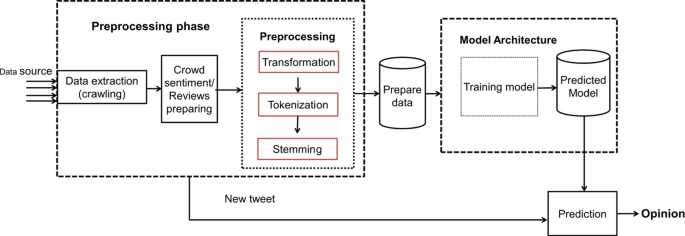 Preprocessing phase
Data source
Data extraction
(crawling)
Crowd
sentiment/
Reviews
preparing
Preprocessing
Transformation
Tokenization
Stemming
Prepare
data
Model Architecture
Training model
Predicted
Model
New tweet
Prediction
Opinion